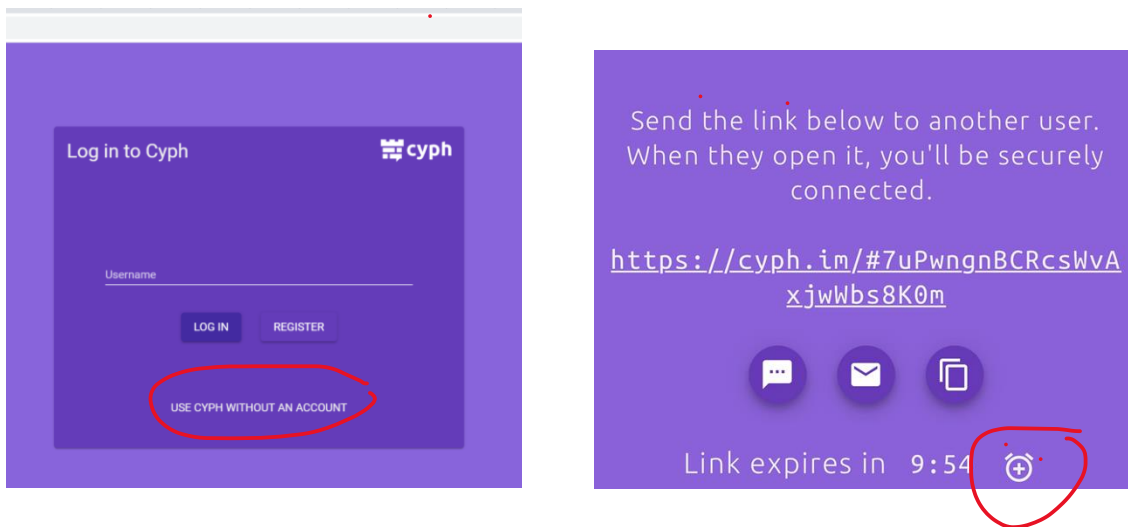 Log in to Cyph
cyph
Username
LOG IN
REGISTER
USE CYPH WITHOUT AN ACCOUNT
Send the link below to another user.
When they open it, you'll be securely
connected.
https://cyph.im/#7uPwngnBCRcsWvA
xjwWbs8K0m
Link expires in 9:54